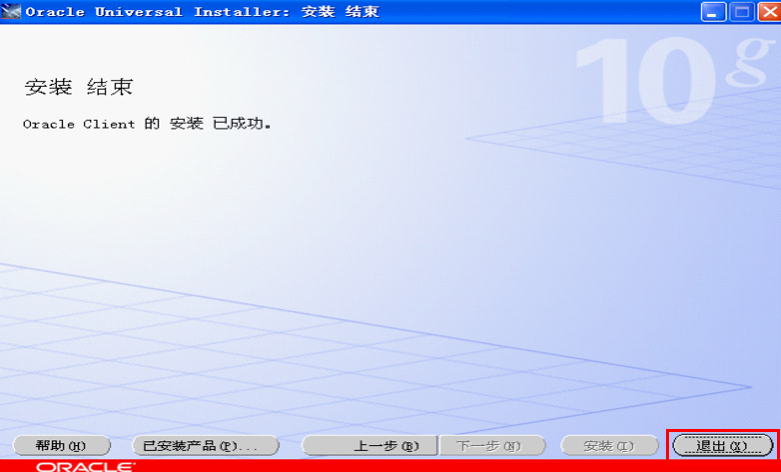 Oracle Universal Installer: 安装 结束
10g
安装 结束
Oracle Client 的 安装 已成功。
帮助(H) 已安装产品(P)... 上一步(B) 下一步(N) 安装(I) 退出(X)
ORACLE